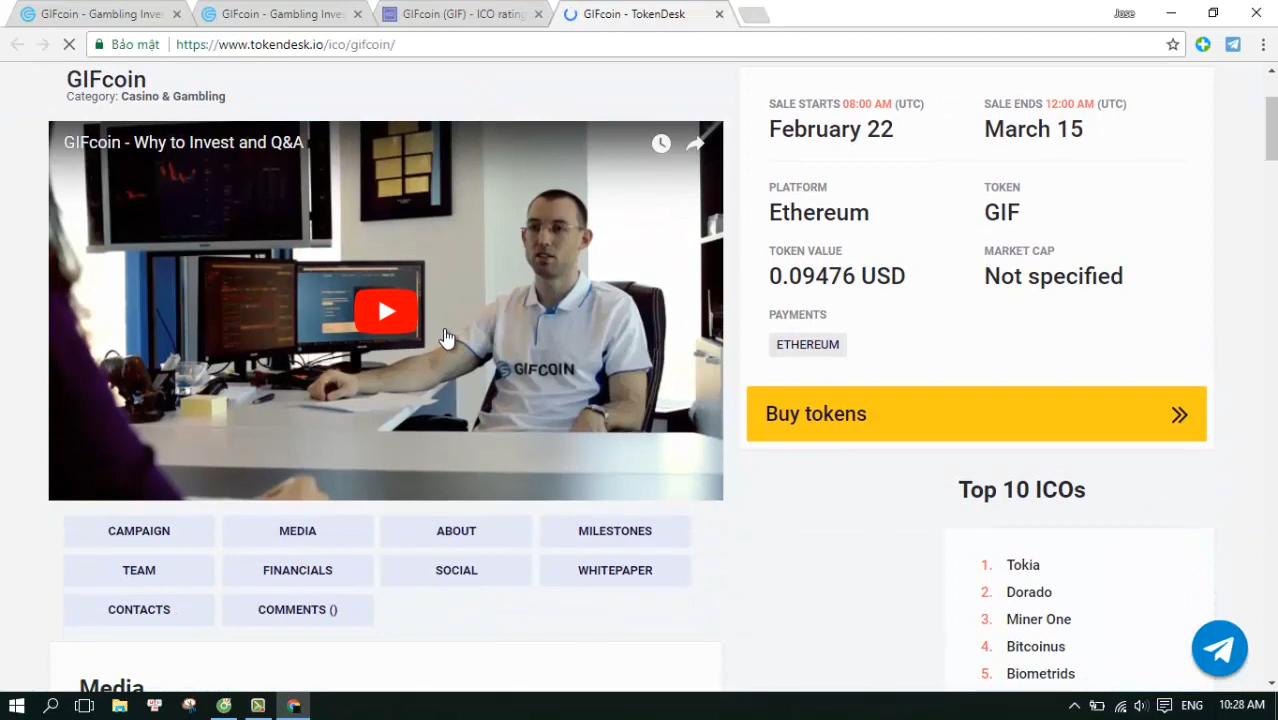 GIFcoin - Gambling Inves
GIFcoin - Gambling Inves
GIFcoin (GIF) - ICO rating
GIFcoin - TokenDesk
Jose
Bảo mật
https://www.tokendesk.io/ico/gifcoin/
GIFcoin
Category: Casino & Gambling
GIFcoin - Why to Invest and Q&A
GIFCOIN
CAMPAIGN
MEDIA
ABOUT
MILESTONES
TEAM
FINANCIALS
SOCIAL
WHITEPAPER
CONTACTS
COMMENTS ()
Media
SALE STARTS 08:00 AM (UTC)
February 22
SALE ENDS 12:00 AM (UTC)
March 15
PLATFORM
Ethereum
TOKEN
GIF
TOKEN VALUE
0.09476 USD
MARKET CAP
Not specified
PAYMENTS
ETHEREUM
Buy tokens
Top 10 ICOs
1. Tokia
2. Dorado
3. Miner One
4. Bitcoinus
5. Biometrids
ENG
10:28 AM